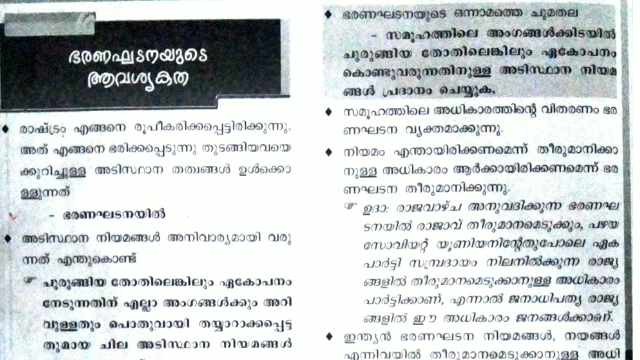 ഭരണഘടനയുടെ
ആവശ്യകത
♦ രാഷ്ട്രം എങ്ങനെ രൂപീകരിക്കപ്പെട്ടിരിക്കുന്നു,
അത് എങ്ങനെ ഭരിക്കപ്പെടുന്നു തുടങ്ങിയവയെ
ക്കുറിച്ചുള്ള അടിസ്ഥാന തത്വങ്ങൾ ഉൾക്കൊ
ള്ളുന്നത്
- ഭരണഘടനയിൽ
♦ അടിസ്ഥാന നിയമങ്ങൾ അനിവാര്യമായി വരു
ന്നത് എന്തുകൊണ്ട്
☞ ചുരുങ്ങിയ തോതിലെങ്കിലും ഏകോപനം
നേടുന്നതിന് എല്ലാ അംഗങ്ങൾക്കും അറി
വുള്ളതും പൊതുവായി തയ്യാറാക്കപ്പെട്ട
തുമായ ചില അടിസ്ഥാന നിയമങ്ങൾ
♦ ഭരണഘടനയുടെ ഒന്നാമത്തെ ചുമതല
- സമൂഹത്തിലെ അംഗങ്ങൾക്കിടയിൽ
ചുരുങ്ങിയ തോതിലെങ്കിലും ഏകോപനം
കൊണ്ടുവരുന്നതിനുള്ള അടിസ്ഥാന നിയമ
ങ്ങൾ പ്രദാനം ചെയ്യുക.
♦ സമൂഹത്തിലെ അധികാരത്തിന്റെ വിതരണം ഭര
ണഘടന വ്യക്തമാക്കുന്നു.
♦ നിയമം എന്തായിരിക്കണമെന്ന് തീരുമാനിക്കാ
നുള്ള അധികാരം ആർക്കായിരിക്കണമെന്ന് ഭര
ണഘടന തീരുമാനിക്കുന്നു.
☞ ഉദാ: രാജവാഴ്ച അനുവദിക്കുന്ന ഭരണഘ
ടനയിൽ രാജാവ് തീരുമാനമെടുക്കും, പഴയ
സോവിയറ്റ് യൂണിയനിന്റേതുപോലെ ഏക
പാർട്ടി സമ്പ്രദായം നിലനിൽക്കുന്ന രാജ്യ
ങ്ങളിൽ തീരുമാനമെടുക്കാനുള്ള അധികാരം
പാർട്ടിക്കാണ്, എന്നാൽ ജനാധിപത്യ രാജ്യ
ങ്ങളിൽ ഈ അധികാരം ജനങ്ങൾക്കാണ്.
♦ ഇന്ത്യൻ ഭരണഘടന നിയമങ്ങൾ, നയങ്ങൾ
എന്നിവയിൽ തീരുമാനമെടുക്കാനുള്ള അധി